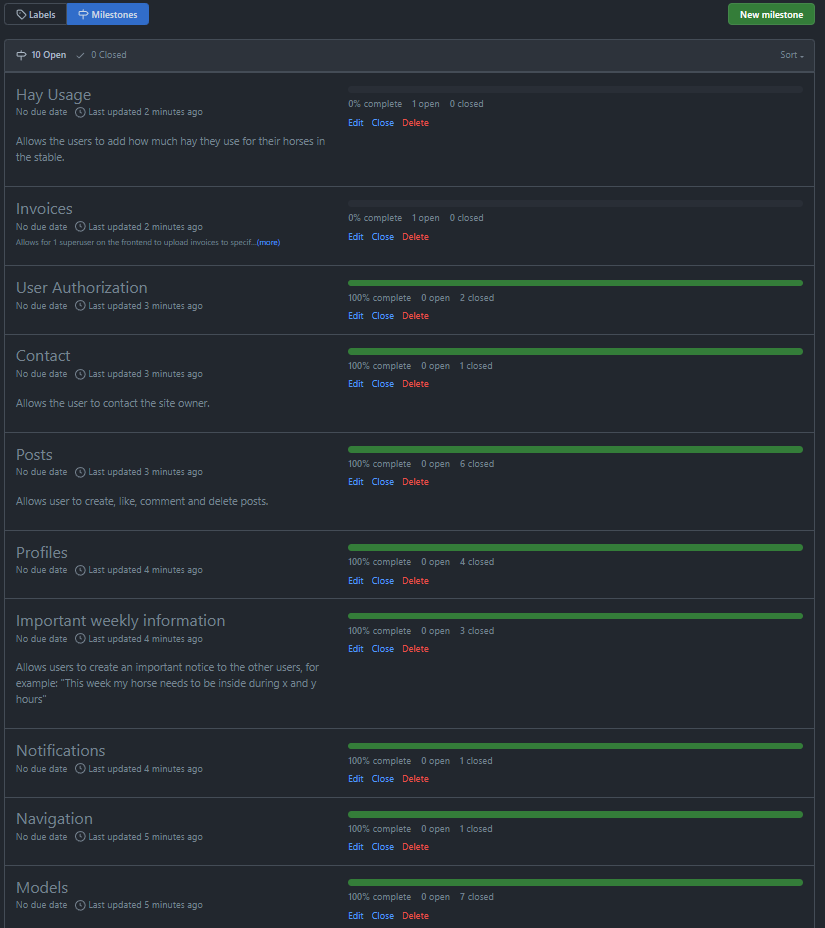 Labels Milestones New milestone
10 Open 0 Closed Sort
Hay Usage
No due date Last updated 2 minutes ago
0% complete 1 open 0 closed
Edit Close Delete
Allows the users to add how much hay they use for their horses in
the stable.
Invoices
No due date Last updated 2 minutes ago
Allows for 1 superuser on the frontend to upload invoices to specif...(more)
0% complete 1 open 0 closed
Edit Close Delete
User Authorization
No due date Last updated 3 minutes ago
100% complete 0 open 2 closed
Edit Close Delete
Contact
No due date Last updated 3 minutes ago
100% complete 0 open 1 closed
Edit Close Delete
Allows the user to contact the site owner.
Posts
No due date Last updated 3 minutes ago
100% complete 0 open 6 closed
Edit Close Delete
Allows user to create, like, comment and delete posts.
Profiles
No due date Last updated 4 minutes ago
100% complete 0 open 4 closed
Edit Close Delete
Important weekly information
No due date Last updated 4 minutes ago
100% complete 0 open 3 closed
Edit Close Delete
Allows users to create an important notice to the other users, for
example: "This week my horse needs to be inside during x and y
hours"
Notifications
No due date Last updated 4 minutes ago
100% complete 0 open 1 closed
Edit Close Delete
Navigation
No due date Last updated 5 minutes ago
100% complete 0 open 1 closed
Edit Close Delete
Models
No due date Last updated 5 minutes ago
100% complete 0 open 7 closed
Edit Close Delete